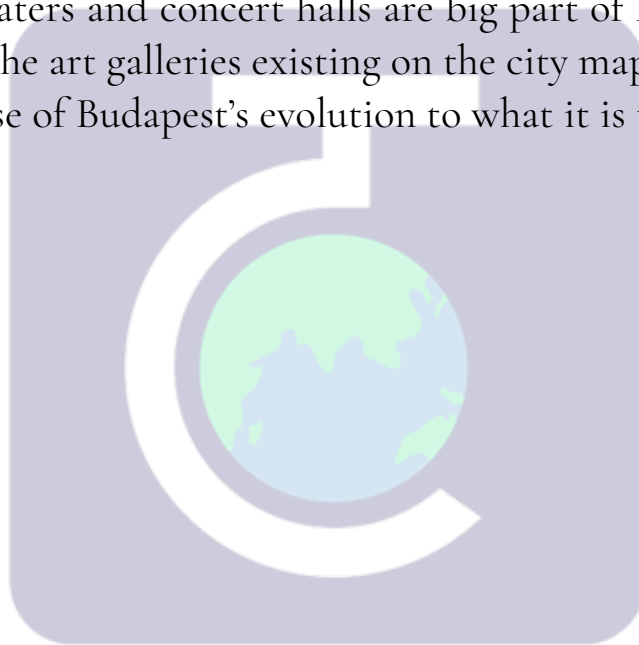 aters and concert halls are big part of
he art galleries existing on the city map
se of Budapest's evolution to what it is